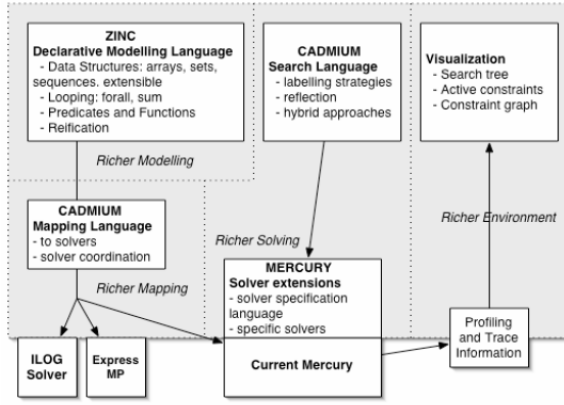 ZINC
Declarative Modelling Language
- Data Structures: arrays, sets,
sequences. extensible
- Looping: forall, sum
- Predicates and Functions
- Reification
CADMIUM
Search Language
- labelling strategies
- reflection
- hybrid approaches
Visualization
- Search tree
- Active constraints
- Constraint graph
Richer Modelling
CADMIUM
Mapping Language
- to solvers
- solver coordination
Richer Environment
Richer Solving
MERCURY
Solver extensions
- solver specification
language
- specific solvers
Richer Mapping
ILOG
Solver
Express
MP
Current Mercury
Profiling
and Trace
Information